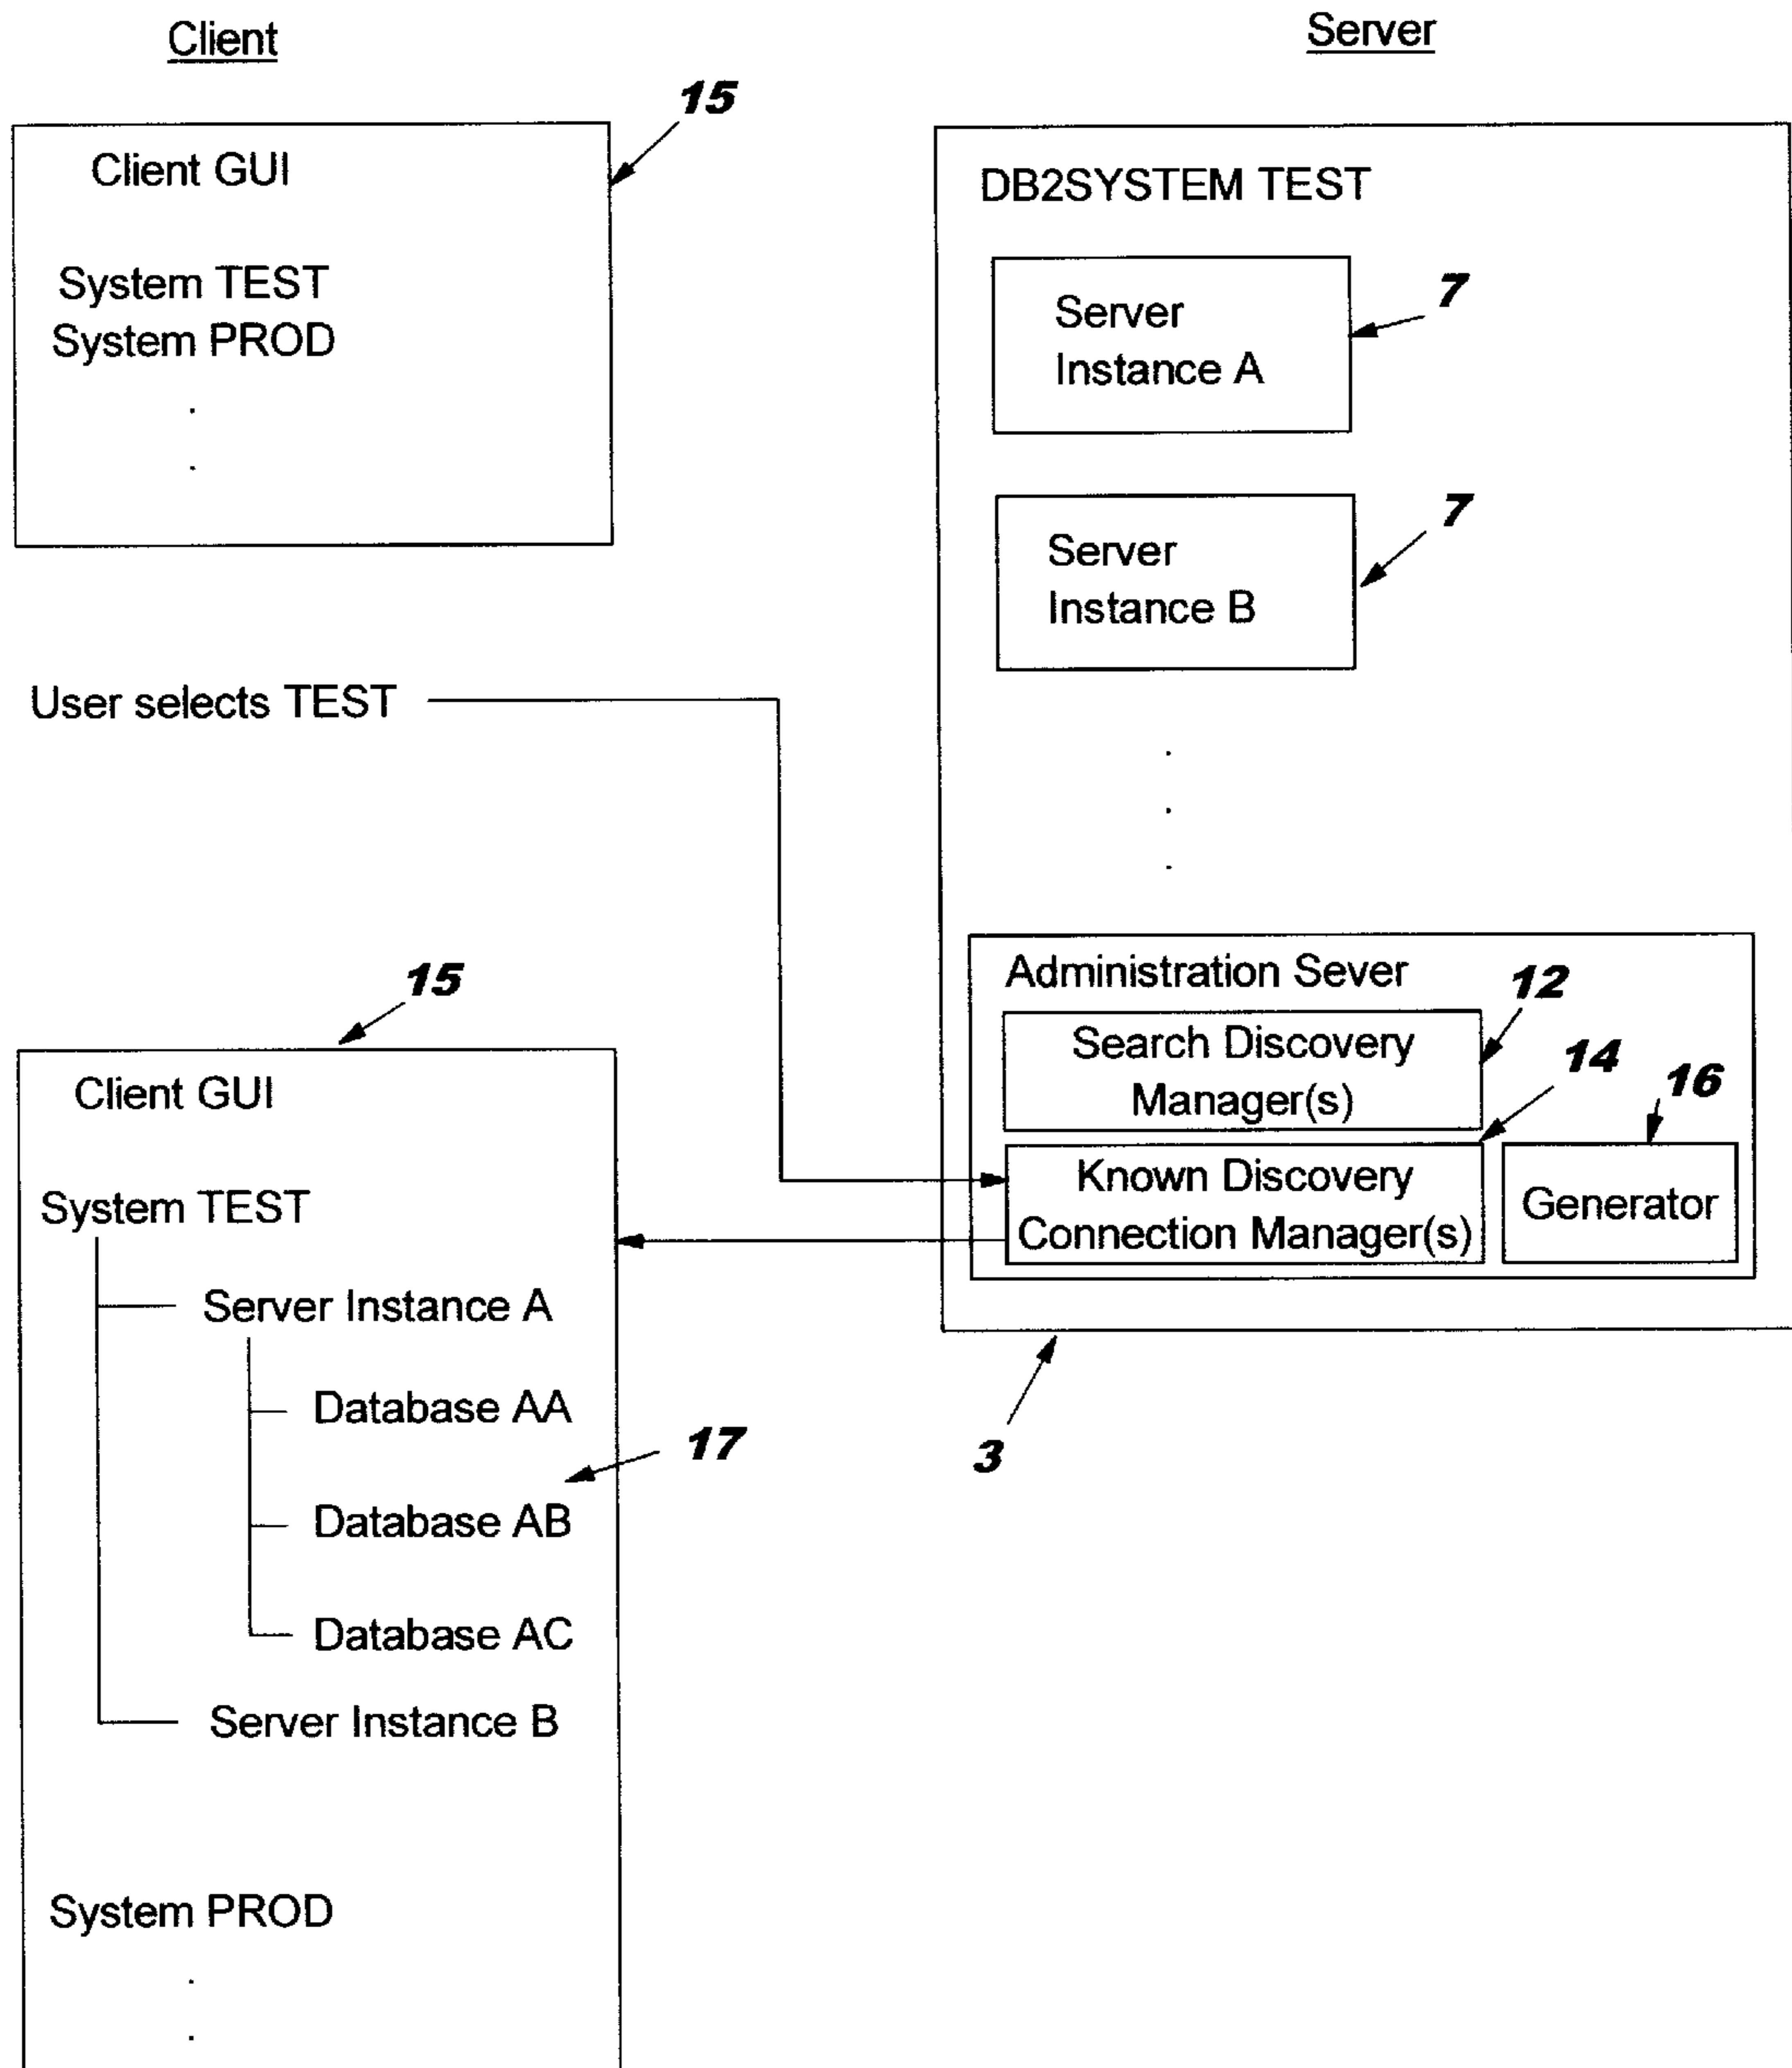 Client
15
Client GUI
System TEST
System PROD
.
.
User selects TEST
15
Client GUI
System TEST
Server Instance A
Database AA
17
Database AB
Database AC
Server Instance B
System PROD
.
.
Server
DB2SYSTEM TEST
Server
Instance A
7
Server
Instance B
7
.
.
.
Administration Sever
12
Search Discovery
Manager(s)
14
16
Known Discovery
Connection Manager(s)
Generator
3